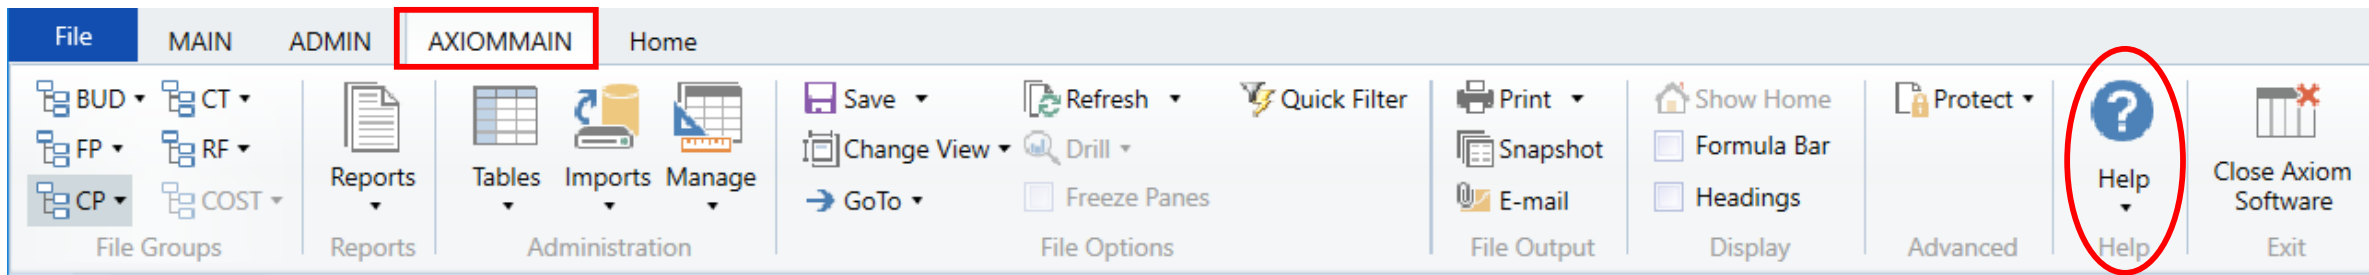 File MAIN ADMIN AXIOMMAIN Home
BUD CT
FP RF
CP COST
File Groups
Reports
Reports
Tables Imports Manage
Administration
Save Refresh Quick Filter
Change View Drill
GoTo Freeze Panes
File Options
Print
Snapshot
E-mail
File Output
Show Home
Formula Bar
Headings
Display
Protect
Advanced
?
Help
Help
Close Axiom
Software
Exit